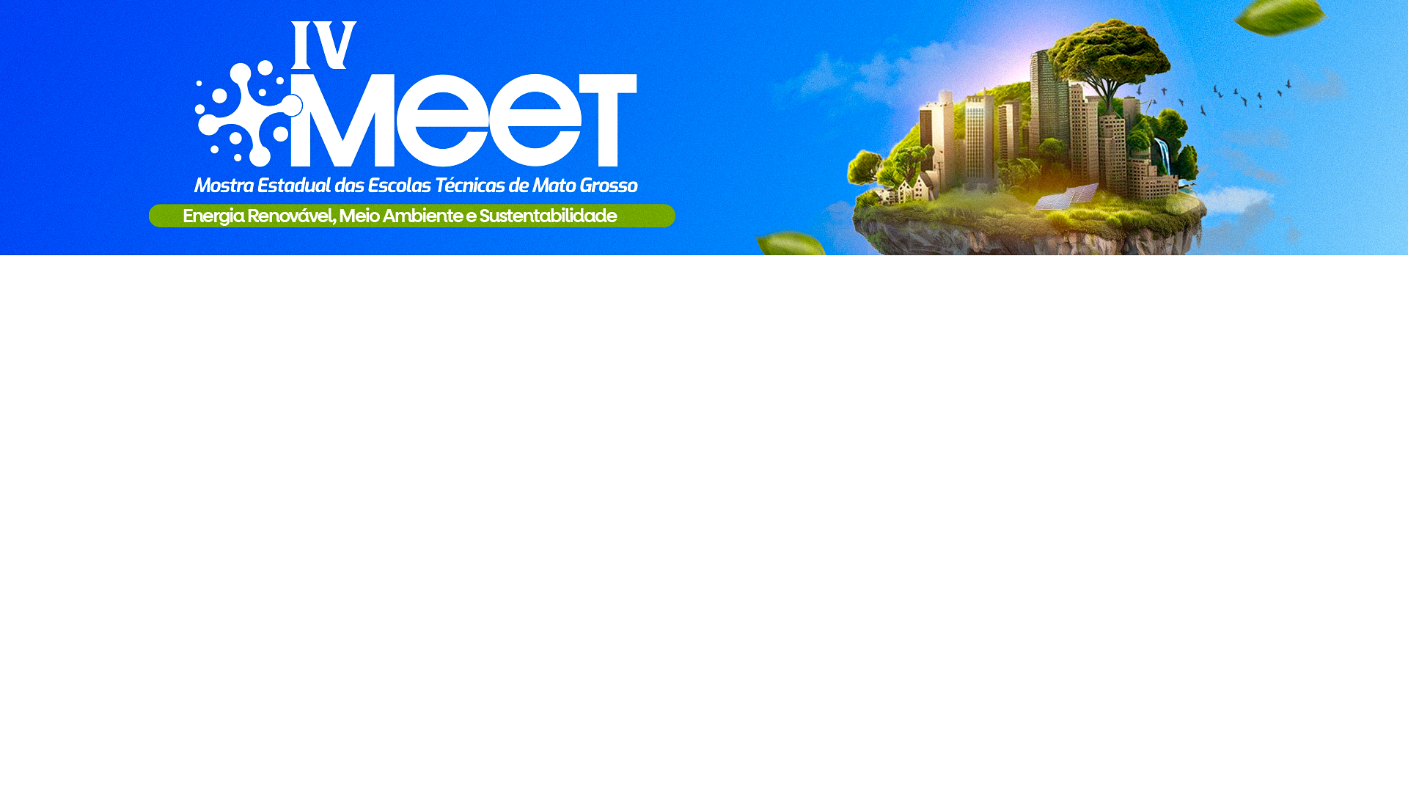 IV
MEET
Mostra Estadual das Escolas Técnicas de Mato Grosso
Energia Renovável, Meio Ambiente e Sustentabilidade